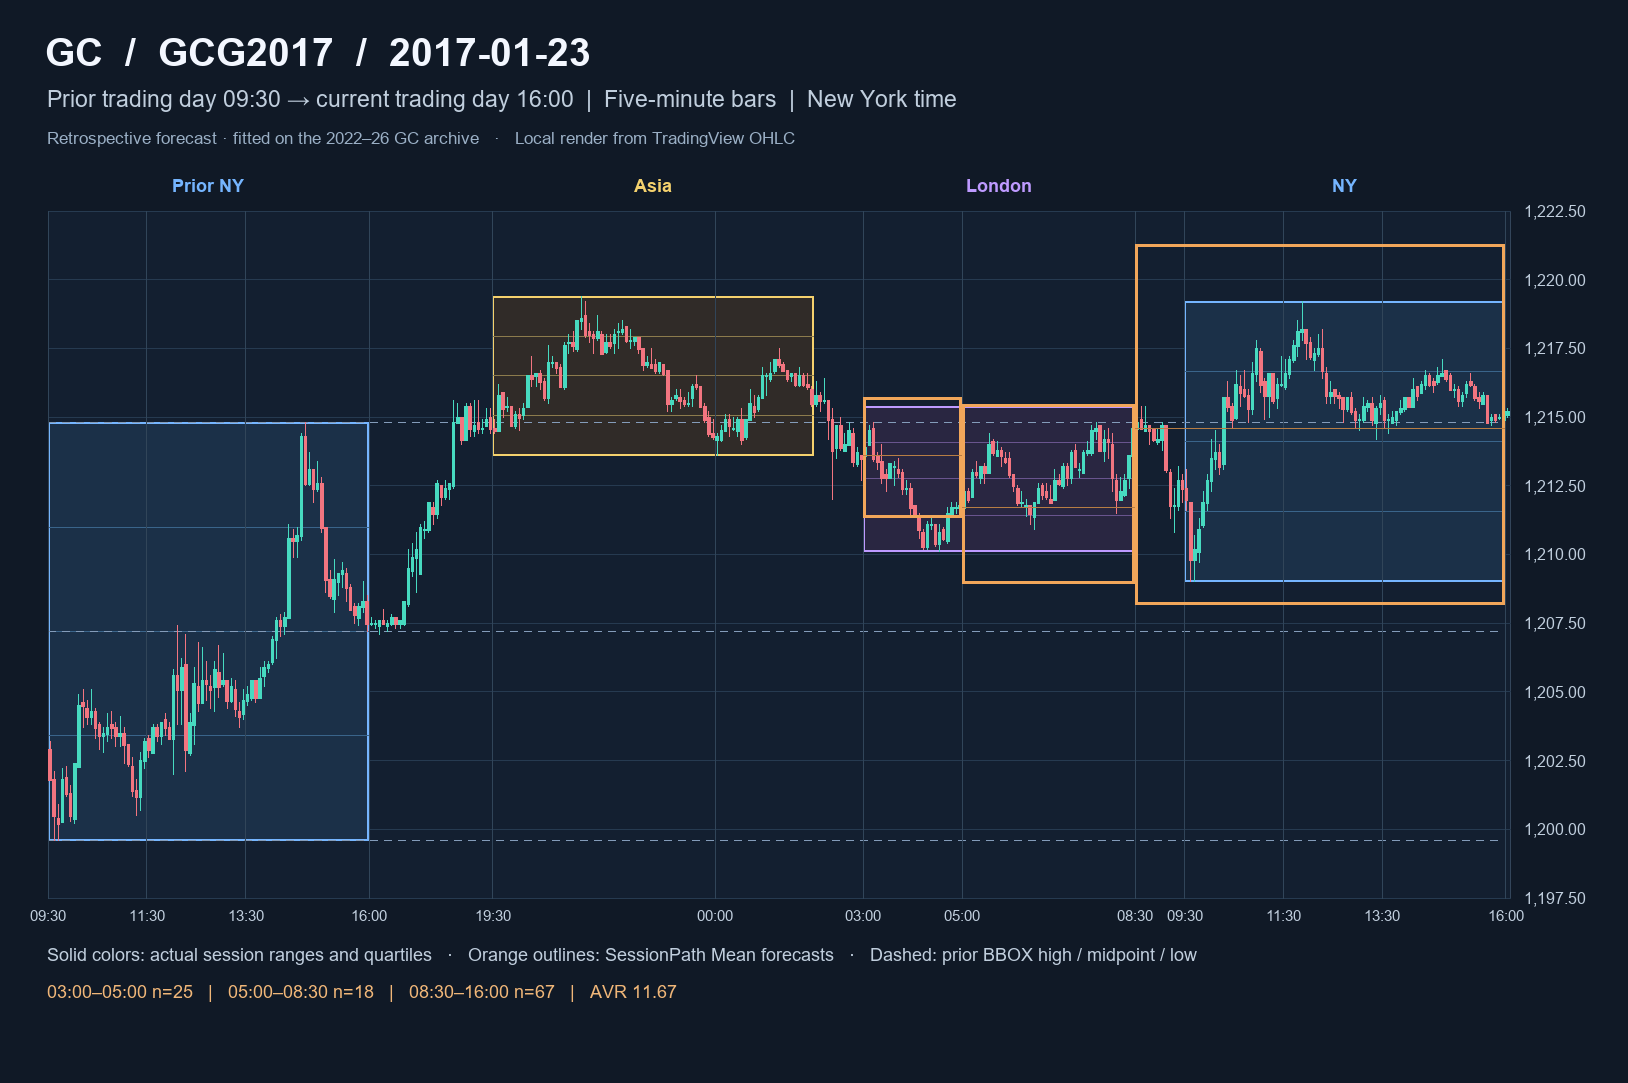 GC / GCG2017 / 2017-01-23
Prior trading day 09:30 → current trading day 16:00 | Five-minute bars | New York time
Retrospective forecast · fitted on the 2022–26 GC archive · Local render from TradingView OHLC
Prior NY Asia London NY
1,222.50
1,220.00
1,217.50
1,215.00
1,212.50
1,210.00
1,207.50
1,205.00
1,202.50
1,200.00
1,197.50
09:30 11:30 13:30 16:00 19:30 00:00 03:00 05:00 08:30 09:30 11:30 13:30 16:00
Solid colors: actual session ranges and quartiles · Orange outlines: SessionPath Mean forecasts · Dashed: prior BBOX high / midpoint / low
03:00–05:00 n=25 | 05:00–08:30 n=18 | 08:30–16:00 n=67 | AVR 11.67